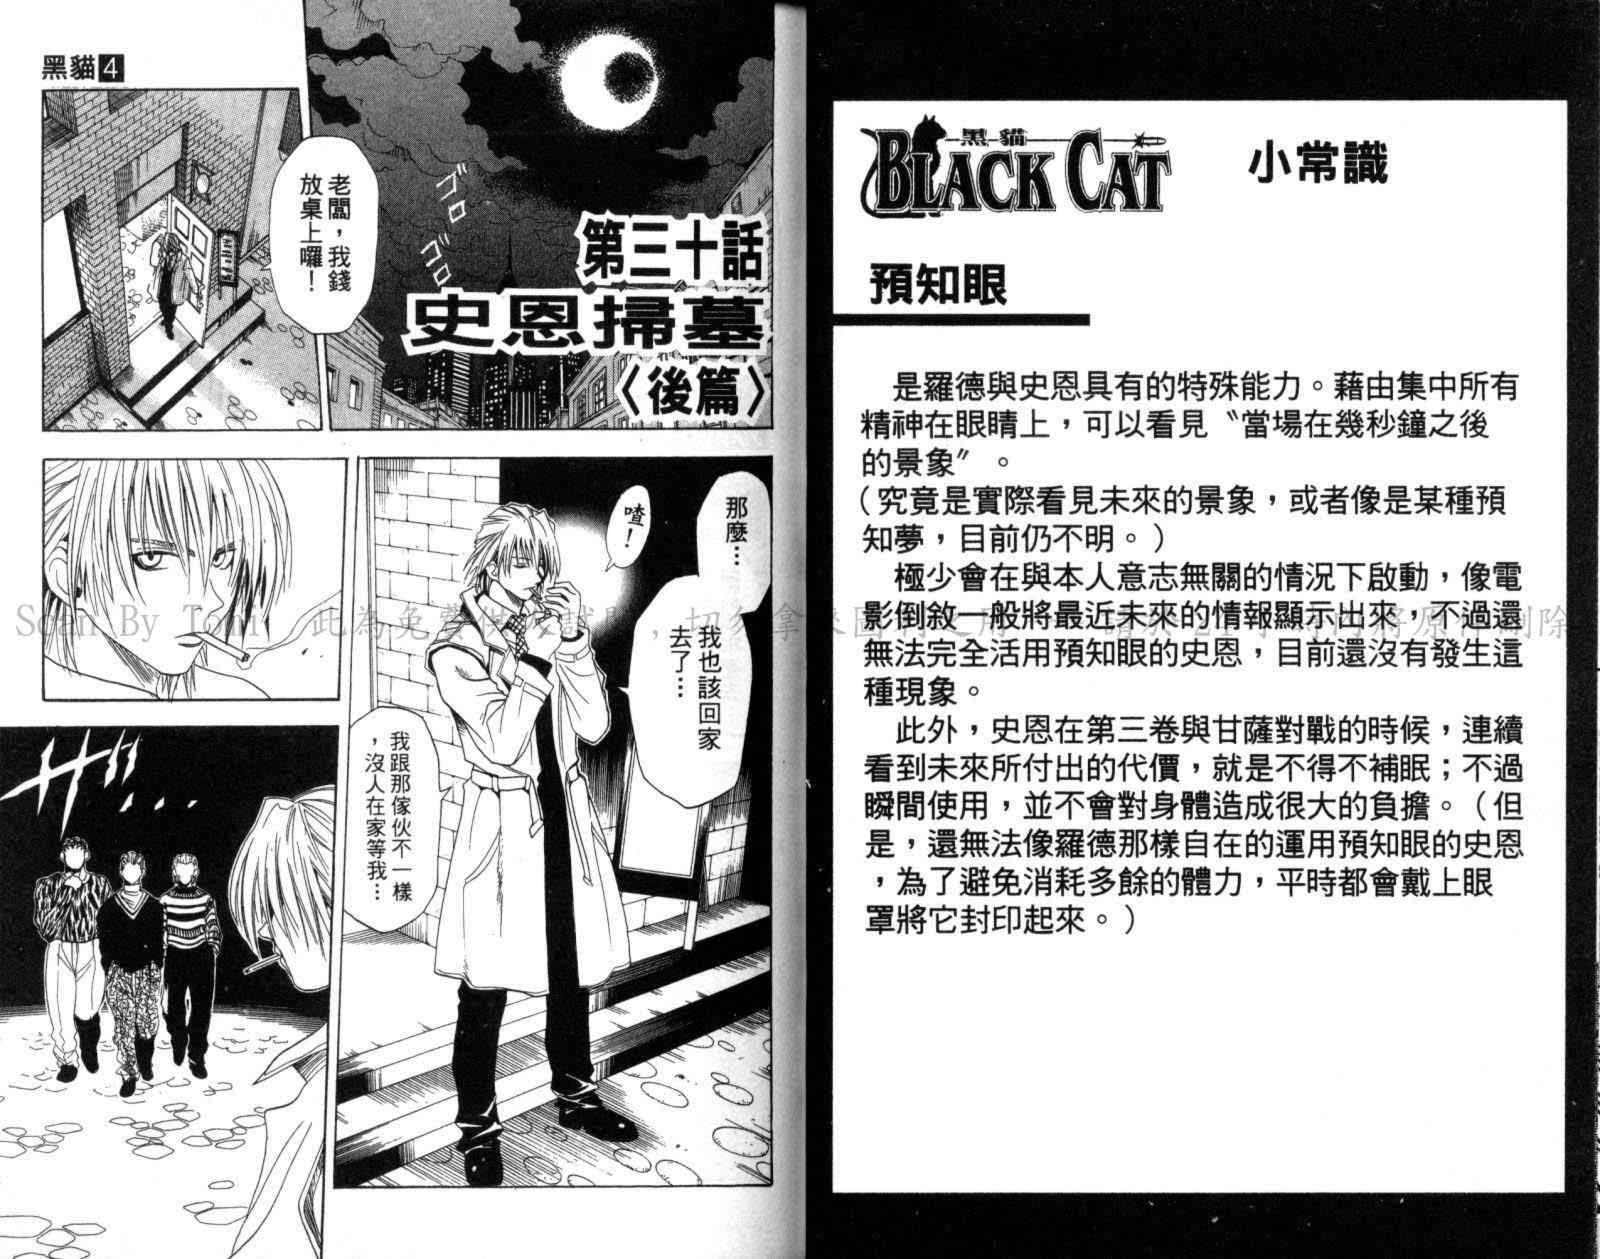 黑貓
BLACK CAT
小常識
預知眼
是羅德與史恩具有的特殊能力。藉由集中所有
精神在眼睛上，可以看見〝當場在幾秒鐘之後
的景象〞。
（究竟是實際看見未來的景象，或者像是某種預
知夢，目前仍不明。）
極少會在與本人意志無關的情況下啟動，像電
影倒敘一般將最近未來的情報顯示出來，不過還
無法完全活用預知眼的史恩，目前還沒有發生這
種現象。
此外，史恩在第三卷與甘薩對戰的時候，連續
看到未來所付出的代價，就是不得不補眠；不過
瞬間使用，並不會對身體造成很大的負擔。（但
是，還無法像羅德那樣自在的運用預知眼的史恩
，為了避免消耗多餘的體力，平時都會戴上眼
罩將它封印起來。）
黑貓4
ゴロ
ゴロ
第三十話
史恩掃墓
〈後篇〉
老闆，我錢
放桌上囉！
那麼…
喳！
我也該回家
去了…
我跟那傢伙不一樣
，沒人在家等我…
ザッ
Scan By Toni